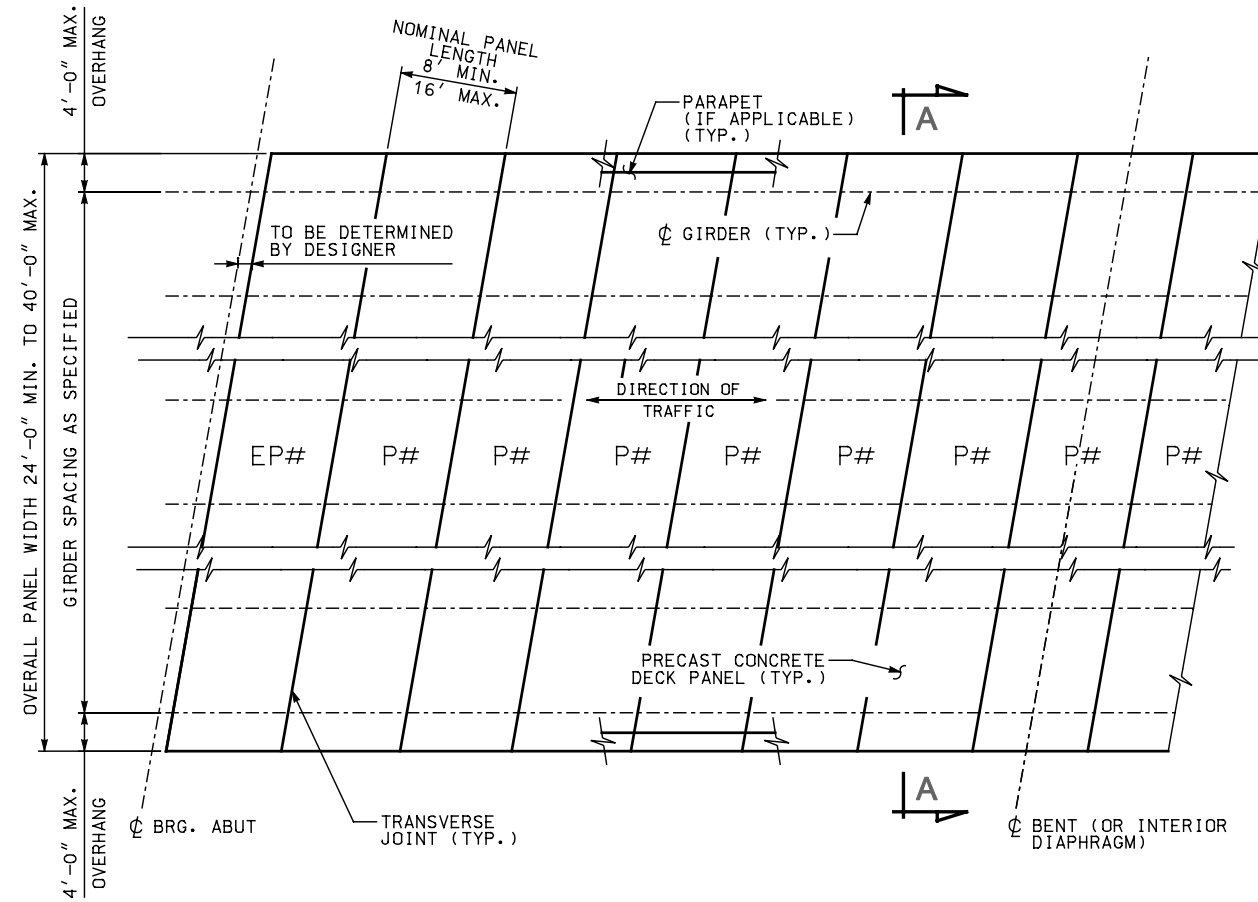 4'-0" MAX.
OVERHANG
NOMINAL PANEL
LENGTH
8' MIN.
16' MAX.
PARAPET
(IF APPLICABLE)
(TYP.)
A
TO BE DETERMINED
BY DESIGNER
℄ GIRDER (TYP.)
OVERALL PANEL WIDTH 24'-0" MIN. TO 40'-0" MAX.
GIRDER SPACING AS SPECIFIED
DIRECTION OF
TRAFFIC
EP# P# P# P# P# P# P# P# P#
PRECAST CONCRETE
DECK PANEL (TYP.)
A
4'-0" MAX.
OVERHANG
℄ BRG. ABUT
TRANSVERSE
JOINT (TYP.)
℄ BENT (OR INTERIOR
DIAPHRAGM)